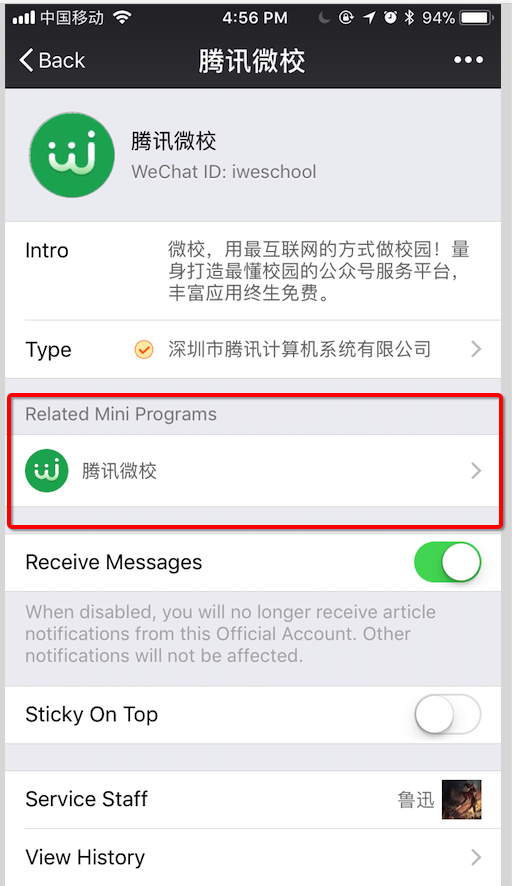 中国移动 4:56 PM 94%
Back 腾讯微校
腾讯微校
WeChat ID: iweschool
Intro 微校，用最互联网的方式做校园！量
身打造最懂校园的公众号服务平台，
丰富应用终生免费。
Type 深圳市腾讯计算机系统有限公司
Related Mini Programs
腾讯微校
Receive Messages
When disabled, you will no longer receive article
notifications from this Official Account. Other
notifications will not be affected.
Sticky On Top
Service Staff 鲁迅
View History